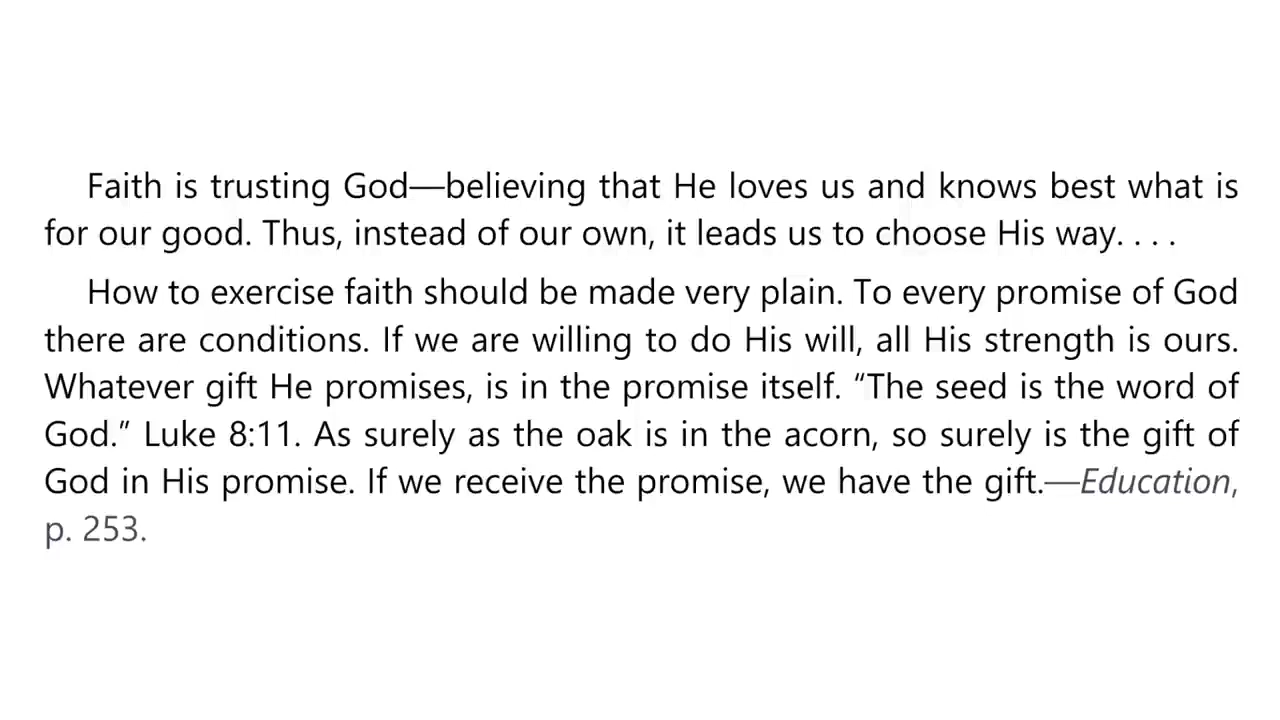 Faith is trusting God—believing that He loves us and knows best what is
for our good. Thus, instead of our own, it leads us to choose His way. . . .
How to exercise faith should be made very plain. To every promise of God
there are conditions. If we are willing to do His will, all His strength is ours.
Whatever gift He promises, is in the promise itself. “The seed is the word of
God.” Luke 8:11. As surely as the oak is in the acorn, so surely is the gift of
God in His promise. If we receive the promise, we have the gift.—Education,
p. 253.